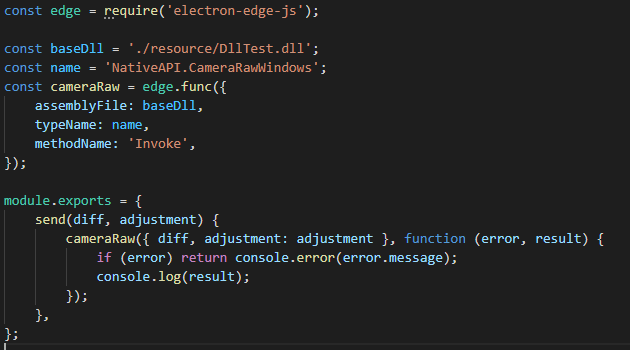 const edge = require('electron-edge-js');
const baseDll = './resource/DllTest.dll';
const name = 'NativeAPI.CameraRawWindows';
const cameraRaw = edge.func({
    assemblyFile: baseDll,
    typeName: name,
    methodName: 'Invoke',
});
module.exports = {
    send(diff, adjustment) {
        cameraRaw({ diff, adjustment: adjustment }, function (error, result) {
            if (error) return console.error(error.message);
            console.log(result);
        });
    },
};